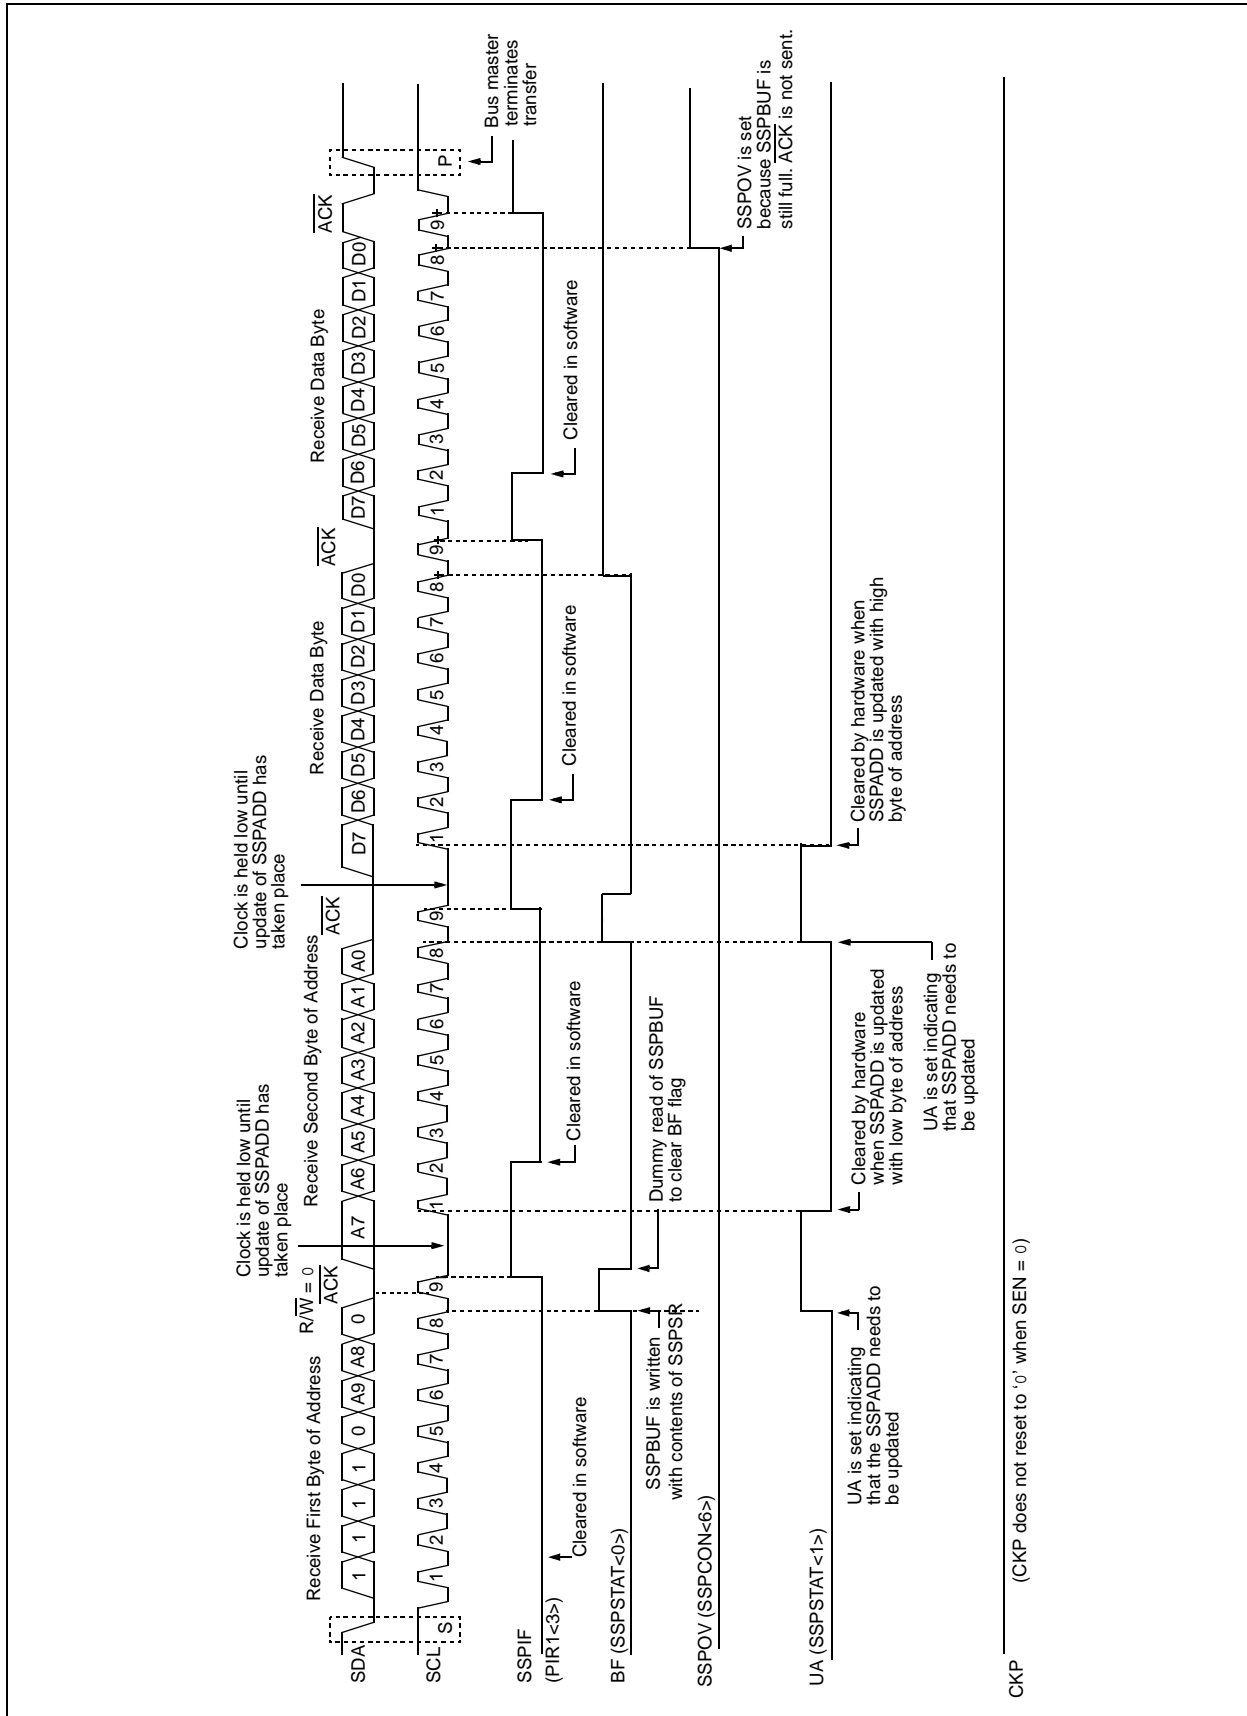 Receive First Byte of Address
R/W = 0
ACK
Clock is held low until
update of SSPADD has
taken place
Receive Second Byte of Address
ACK
Clock is held low until
update of SSPADD has
taken place
Receive Data Byte
ACK
Receive Data Byte
ACK
SDA
1 1 1 1 0 A9 A8 0 A7 A6 A5 A4 A3 A2 A1 A0 D7 D6 D5 D4 D3 D2 D1 D0 D7 D6 D5 D4 D3 D2 D1 D0
SCL
S 1 2 3 4 5 6 7 8 9 1 2 3 4 5 6 7 8 9 1 2 3 4 5 6 7 8 9 1 2 3 4 5 6 7 8 9 P
Bus master
terminates
transfer
SSPIF
(PIR1<3>)
Cleared in software
Cleared in software
Cleared in software
Cleared in software
BF (SSPSTAT<0>)
SSPBUF is written
with contents of SSPSR
Dummy read of SSPBUF
to clear BF flag
SSPOV (SSPCON<6>)
SSPOV is set
because SSPBUF is
still full. ACK is not sent.
UA (SSPSTAT<1>)
UA is set indicating
that the SSPADD needs to
be updated
Cleared by hardware
when SSPADD is updated
with low byte of address
UA is set indicating
that SSPADD needs to
be updated
Cleared by hardware when
SSPADD is updated with high
byte of address
CKP
(CKP does not reset to ‘0’ when SEN = 0)